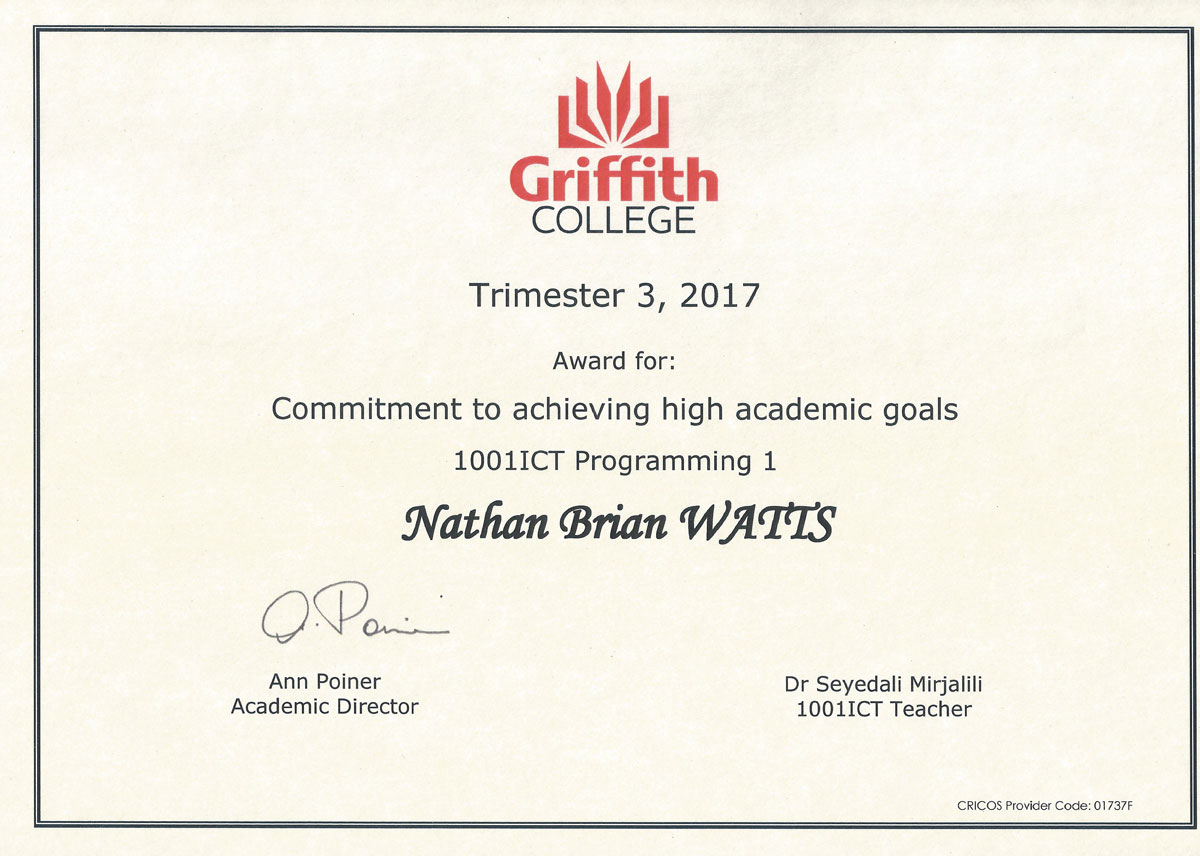 Griffith
COLLEGE
Trimester 3, 2017
Award for:
Commitment to achieving high academic goals
1001ICT Programming 1
Nathan Brian WATTS
A. Poiner
Ann Poiner
Academic Director
Dr Seyedali Mirjalili
1001ICT Teacher
CRICOS Provider Code: 01737F